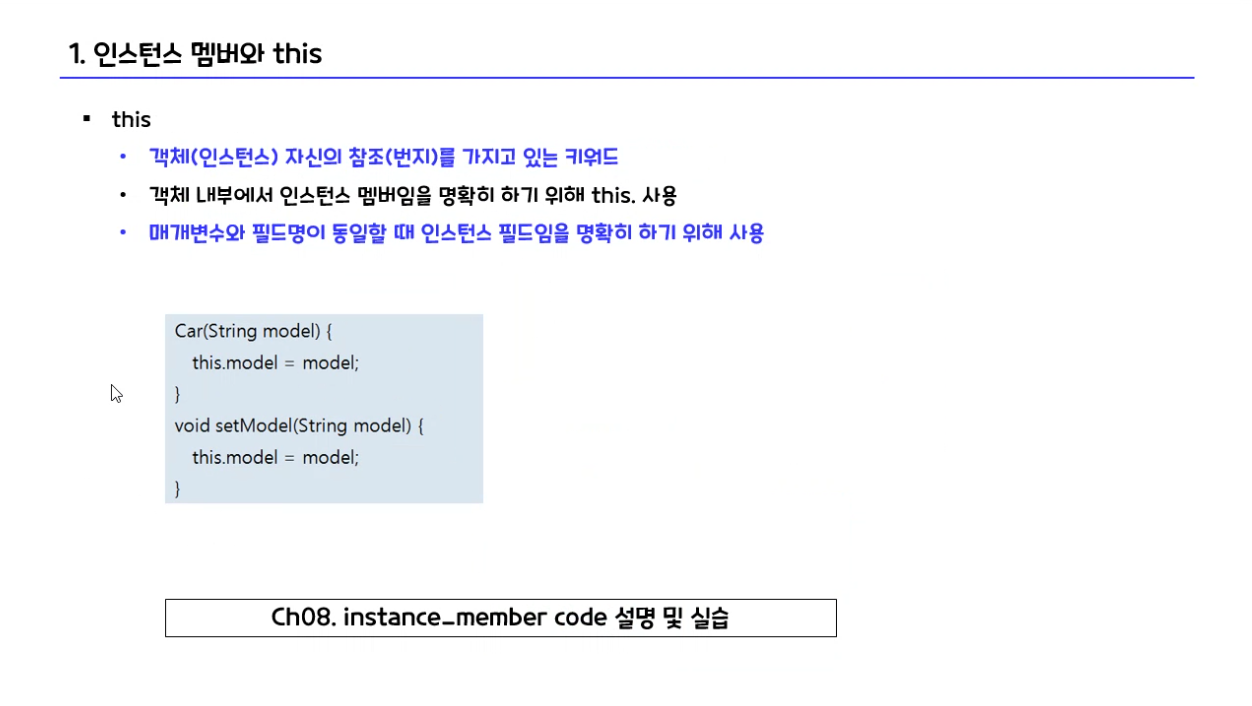 1. 인스턴스 멤버와 this
▪ this
• 객체(인스턴스) 자신의 참조(번지)를 가지고 있는 키워드
• 객체 내부에서 인스턴스 멤버임을 명확히 하기 위해 this. 사용
• 매개변수와 필드명이 동일할 때 인스턴스 필드임을 명확히 하기 위해 사용
Car(String model) {
this.model = model;
}
void setModel(String model) {
this.model = model;
}
Ch08. instance_member code 설명 및 실습